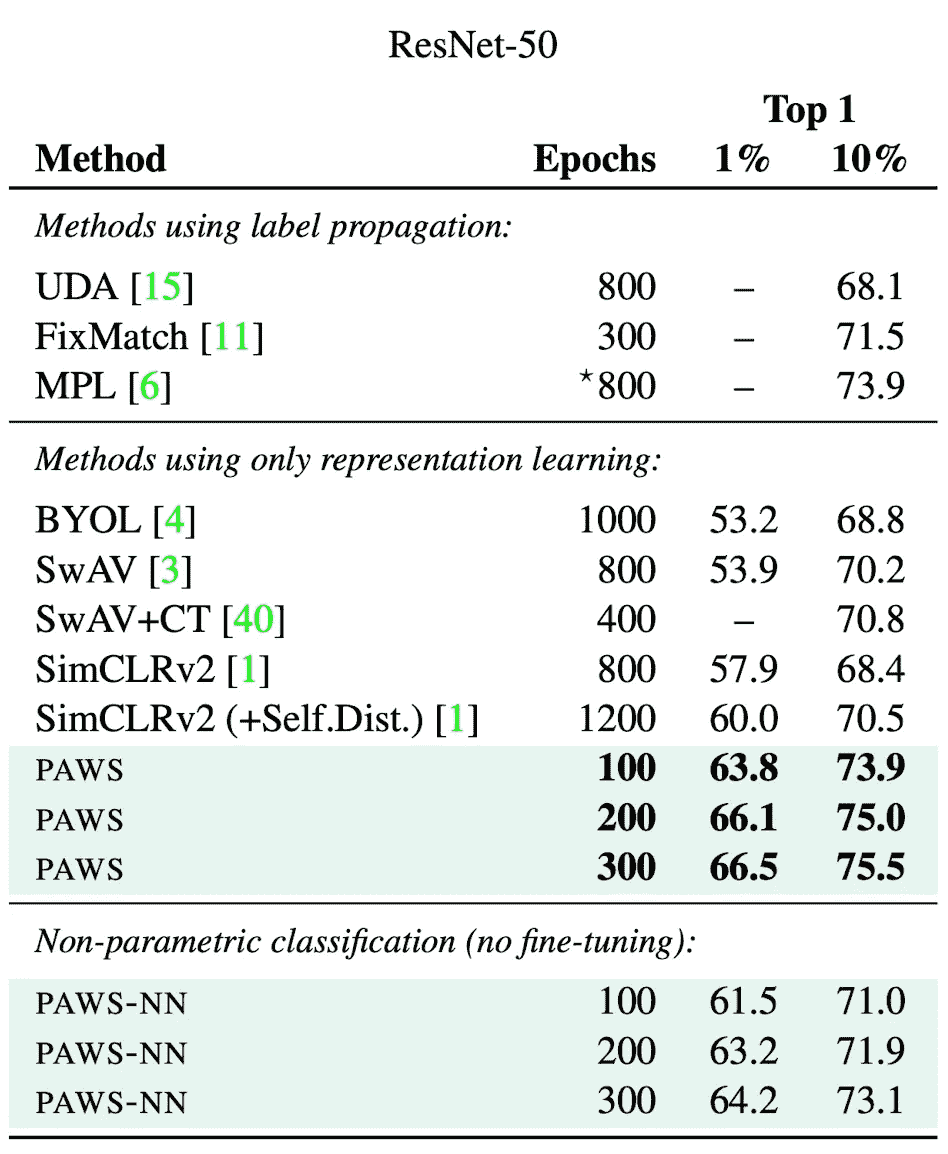 ResNet-50
Top 1
Method Epochs 1% 10%
Methods using label propagation:
UDA [15] 800 – 68.1
FixMatch [11] 300 – 71.5
MPL [6] *800 – 73.9
Methods using only representation learning:
BYOL [4] 1000 53.2 68.8
SwAV [3] 800 53.9 70.2
SwAV+CT [40] 400 – 70.8
SimCLRv2 [1] 800 57.9 68.4
SimCLRv2 (+Self.Dist.) [1] 1200 60.0 70.5
PAWS 100 63.8 73.9
PAWS 200 66.1 75.0
PAWS 300 66.5 75.5
Non-parametric classification (no fine-tuning):
PAWS-NN 100 61.5 71.0
PAWS-NN 200 63.2 71.9
PAWS-NN 300 64.2 73.1